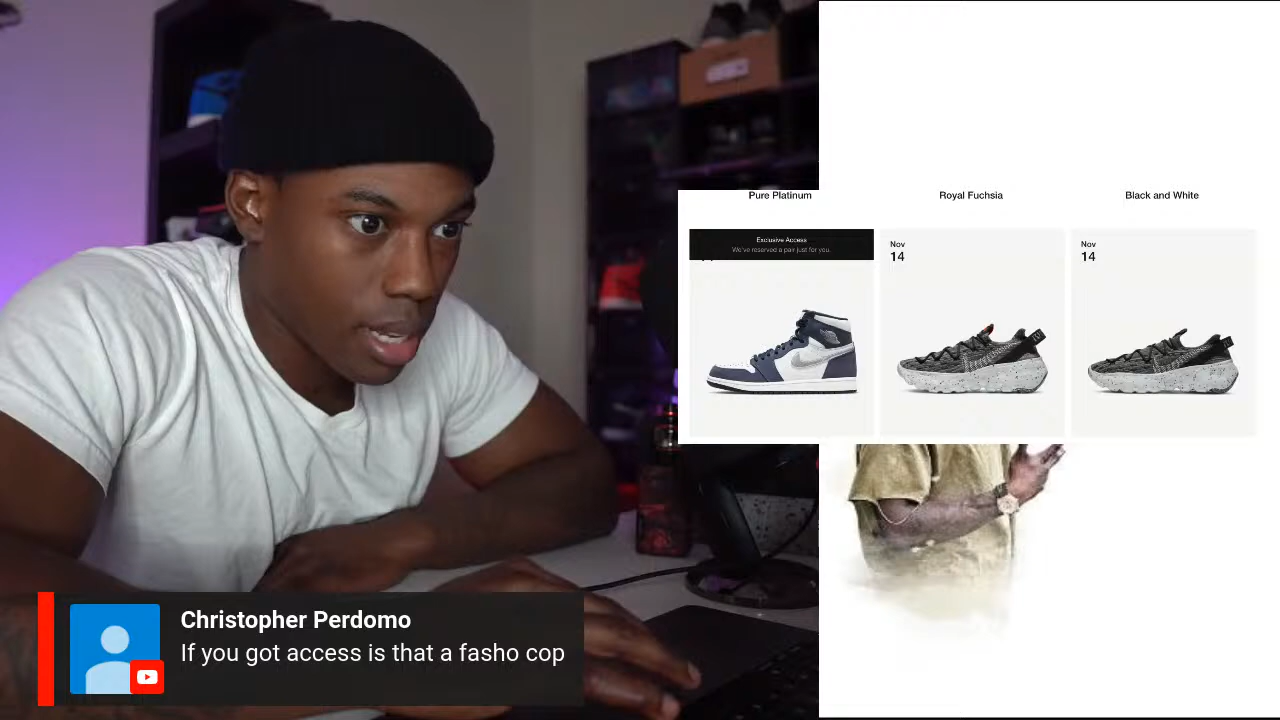 Pure Platinum
Royal Fuchsia
Black and White
Exclusive Access
We've reserved a pair just for you.
Nov
14
Nov
14
Christopher Perdomo
If you got access is that a fasho cop